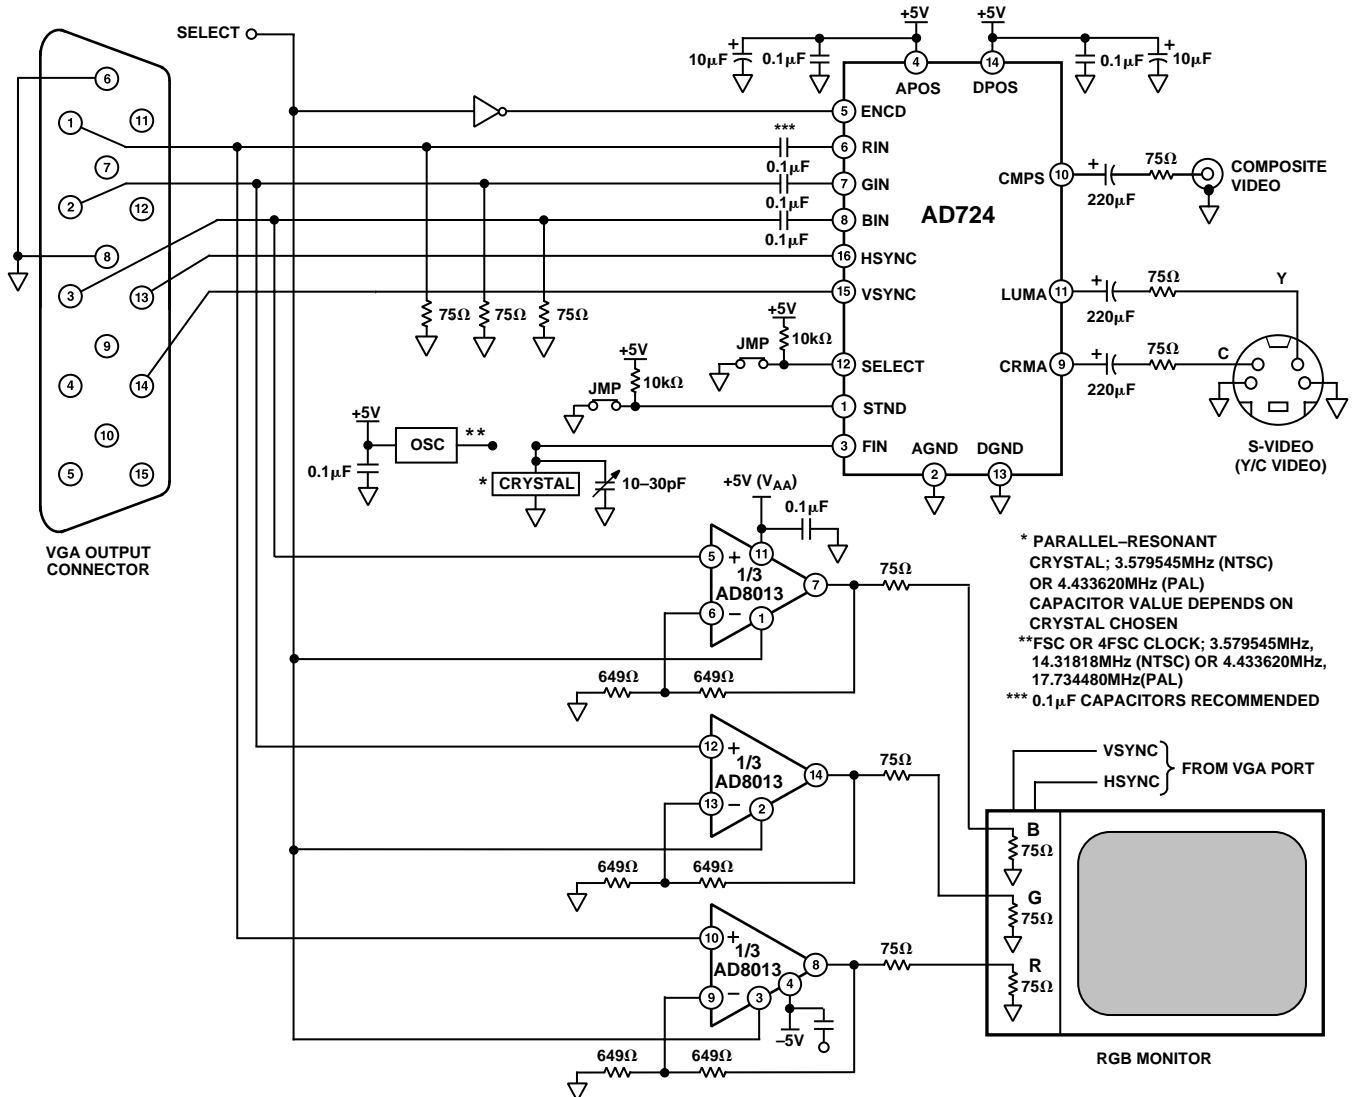 SELECT
+5V
+5V
10µF
+
0.1µF
0.1µF
+
10µF
4
14
APOS
DPOS
6
1
11
7
2
12
8
3
13
9
4
14
10
5
15
VGA OUTPUT
CONNECTOR
5 ENCD
***
6 RIN
0.1µF
7 GIN
0.1µF
8 BIN
0.1µF
16 HSYNC
15 VSYNC
AD724
CMPS 10
+
220µF
75Ω
COMPOSITE
VIDEO
LUMA 11
+
220µF
75Ω
Y
CRMA 9
+
220µF
75Ω
C
S-VIDEO
(Y/C VIDEO)
75Ω
75Ω
75Ω
+5V
10kΩ
JMP
12 SELECT
+5V
10kΩ
JMP
1 STND
3 FIN
AGND
DGND
2
13
+5V
OSC
**
0.1µF
* CRYSTAL
10–30pF
+5V (VAA)
0.1µF
5 +
11
1/3
AD8013
7
6 –
1
75Ω
649Ω
649Ω
12 +
1/3
AD8013
14
13 –
2
75Ω
649Ω
649Ω
10 +
1/3
AD8013
8
4
9 –
3
–5V
75Ω
649Ω
649Ω
* PARALLEL–RESONANT
CRYSTAL; 3.579545MHz (NTSC)
OR 4.433620MHz (PAL)
CAPACITOR VALUE DEPENDS ON
CRYSTAL CHOSEN
**FSC OR 4FSC CLOCK; 3.579545MHz,
14.31818MHz (NTSC) OR 4.433620MHz,
17.734480MHz(PAL)
*** 0.1µF CAPACITORS RECOMMENDED
VSYNC
HSYNC
FROM VGA PORT
B
75Ω
G
75Ω
R
75Ω
RGB MONITOR